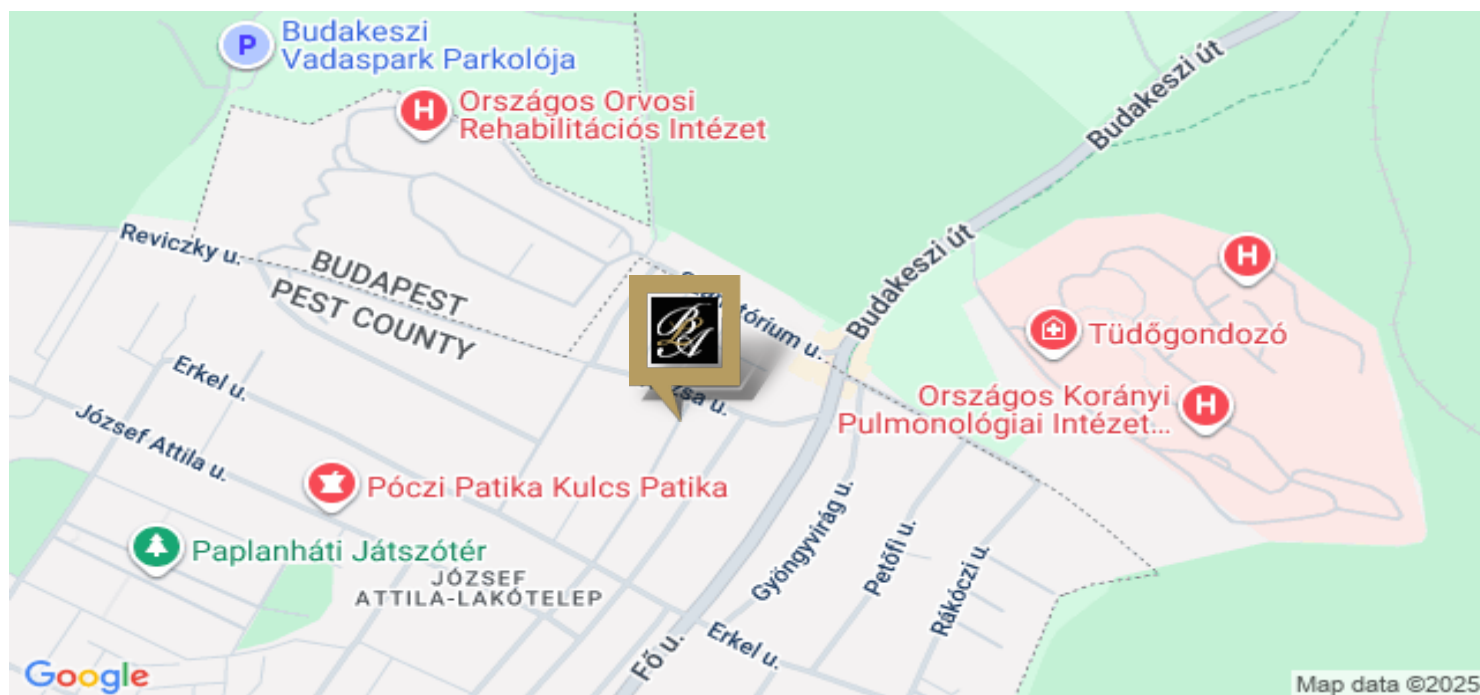 Budakeszi
Vadaspark Parkolója
P
H
Országos Orvosi
Rehabilitációs Intézet
Budakeszi út
Reviczky u.
BUDAPEST
PEST COUNTY
Budakeszi út
H
Tüdőgondozó
Országos Korányi
Pulmonológiai Intézet...
H
Erkel u.
József Attila u.
B
A
Póczi Patika Kulcs Patika
Paplanháti Játszótér
JÓZSEF
ATTILA-LAKÓTELEP
Gyöngyvirág u.
Petőfi u.
Rákóczi u.
Fő u.
Erkel u.
Google
Map data ©2025